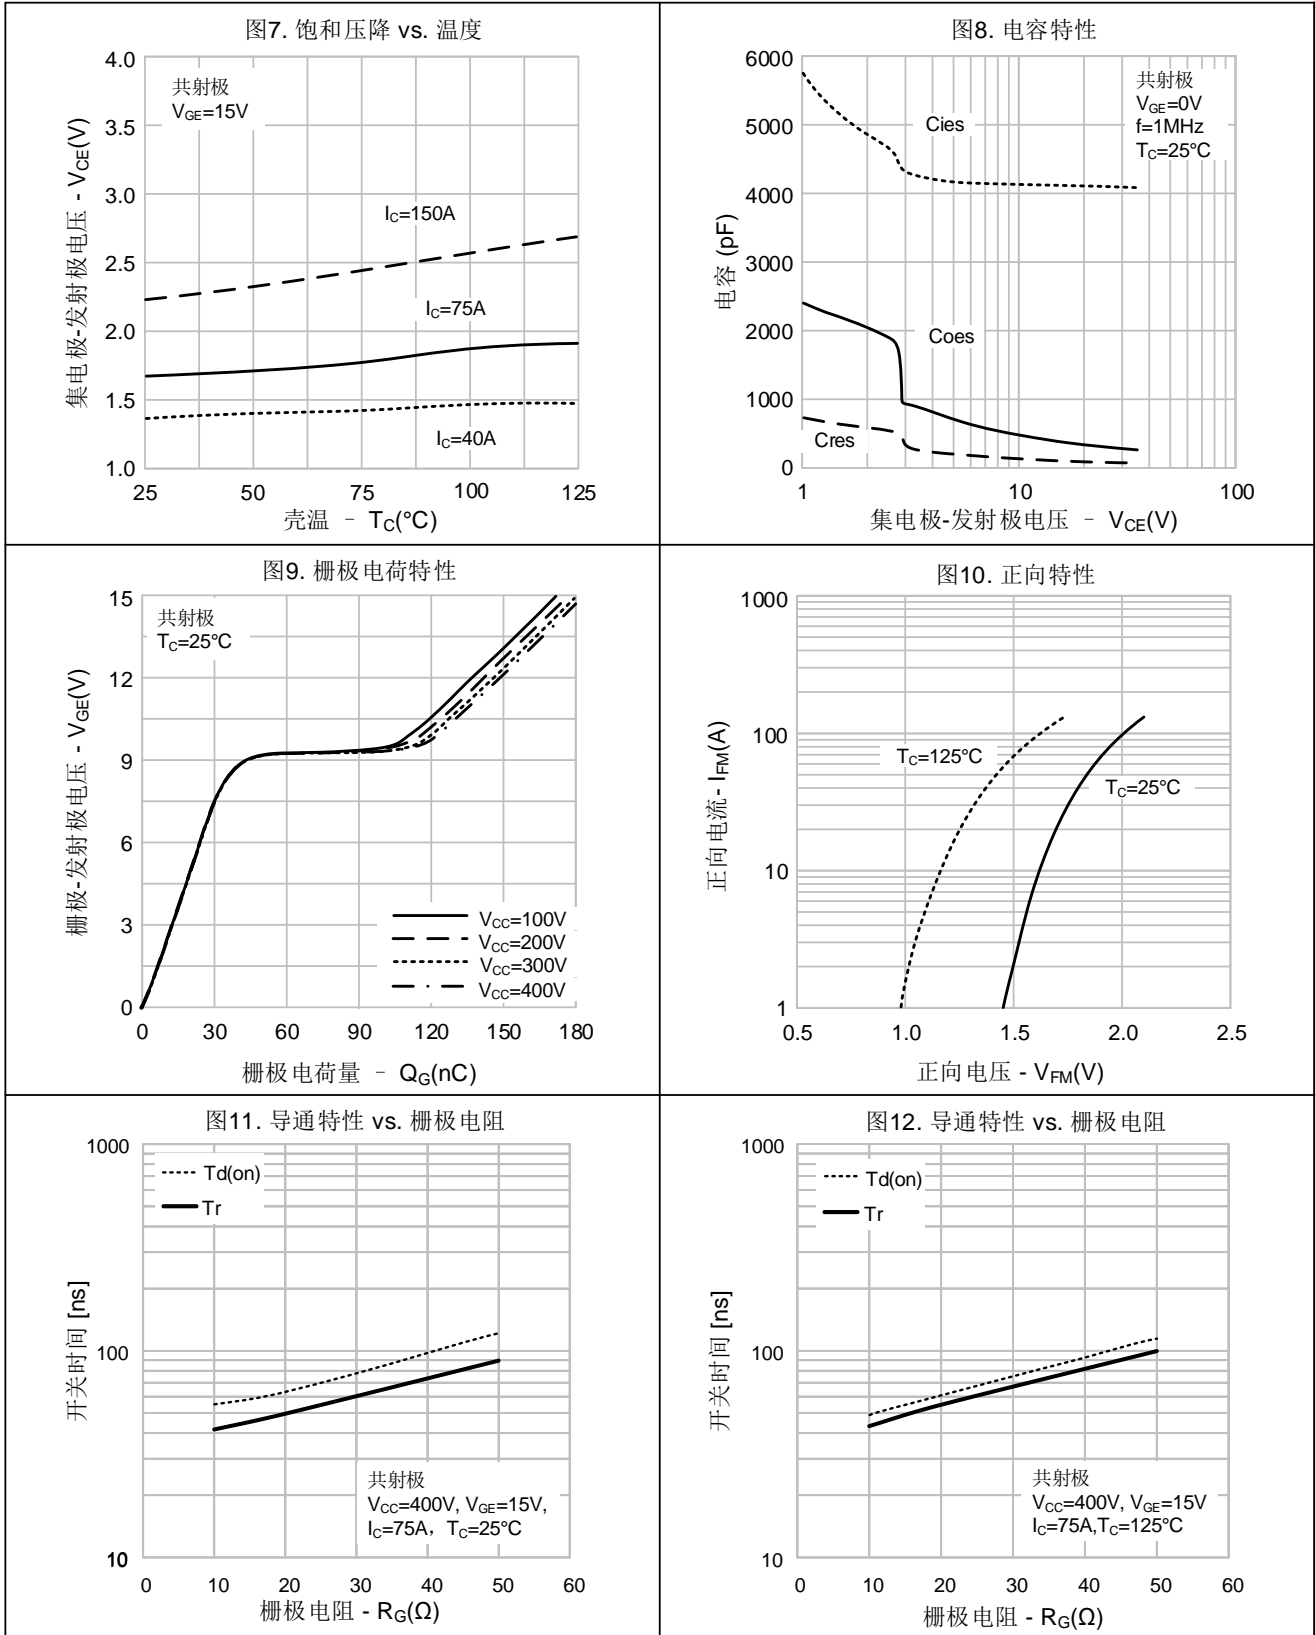 图7. 饱和压降 vs. 温度
4.0
3.5
3.0
2.5
2.0
1.5
1.0
集电极-发射极电压 - VCE(V)
共射极
VGE=15V
IC=150A
IC=75A
IC=40A
25 50 75 100 125
壳温 - TC(°C)
图8. 电容特性
6000
5000
4000
3000
2000
1000
0
电容 (pF)
共射极
VGE=0V
f=1MHz
TC=25°C
Cies
Coes
Cres
1 10 100
集电极-发射极电压 - VCE(V)
图9. 栅极电荷特性
15
12
9
6
3
0
栅极-发射极电压 - VGE(V)
共射极
TC=25°C
VCC=100V
VCC=200V
VCC=300V
VCC=400V
0 30 60 90 120 150 180
栅极电荷量 - QG(nC)
图10. 正向特性
1000
100
10
1
正向电流- IFM(A)
TC=125°C
TC=25°C
0.5 1.0 1.5 2.0 2.5
正向电压 - VFM(V)
图11. 导通特性 vs. 栅极电阻
1000
100
10
开关时间 [ns]
Td(on)
Tr
共射极
VCC=400V, VGE=15V,
IC=75A，TC=25°C
0 10 20 30 40 50 60
栅极电阻 - RG(Ω)
图12. 导通特性 vs. 栅极电阻
1000
100
10
开关时间 [ns]
Td(on)
Tr
共射极
VCC=400V, VGE=15V
IC=75A,TC=125°C
0 10 20 30 40 50 60
栅极电阻 - RG(Ω)